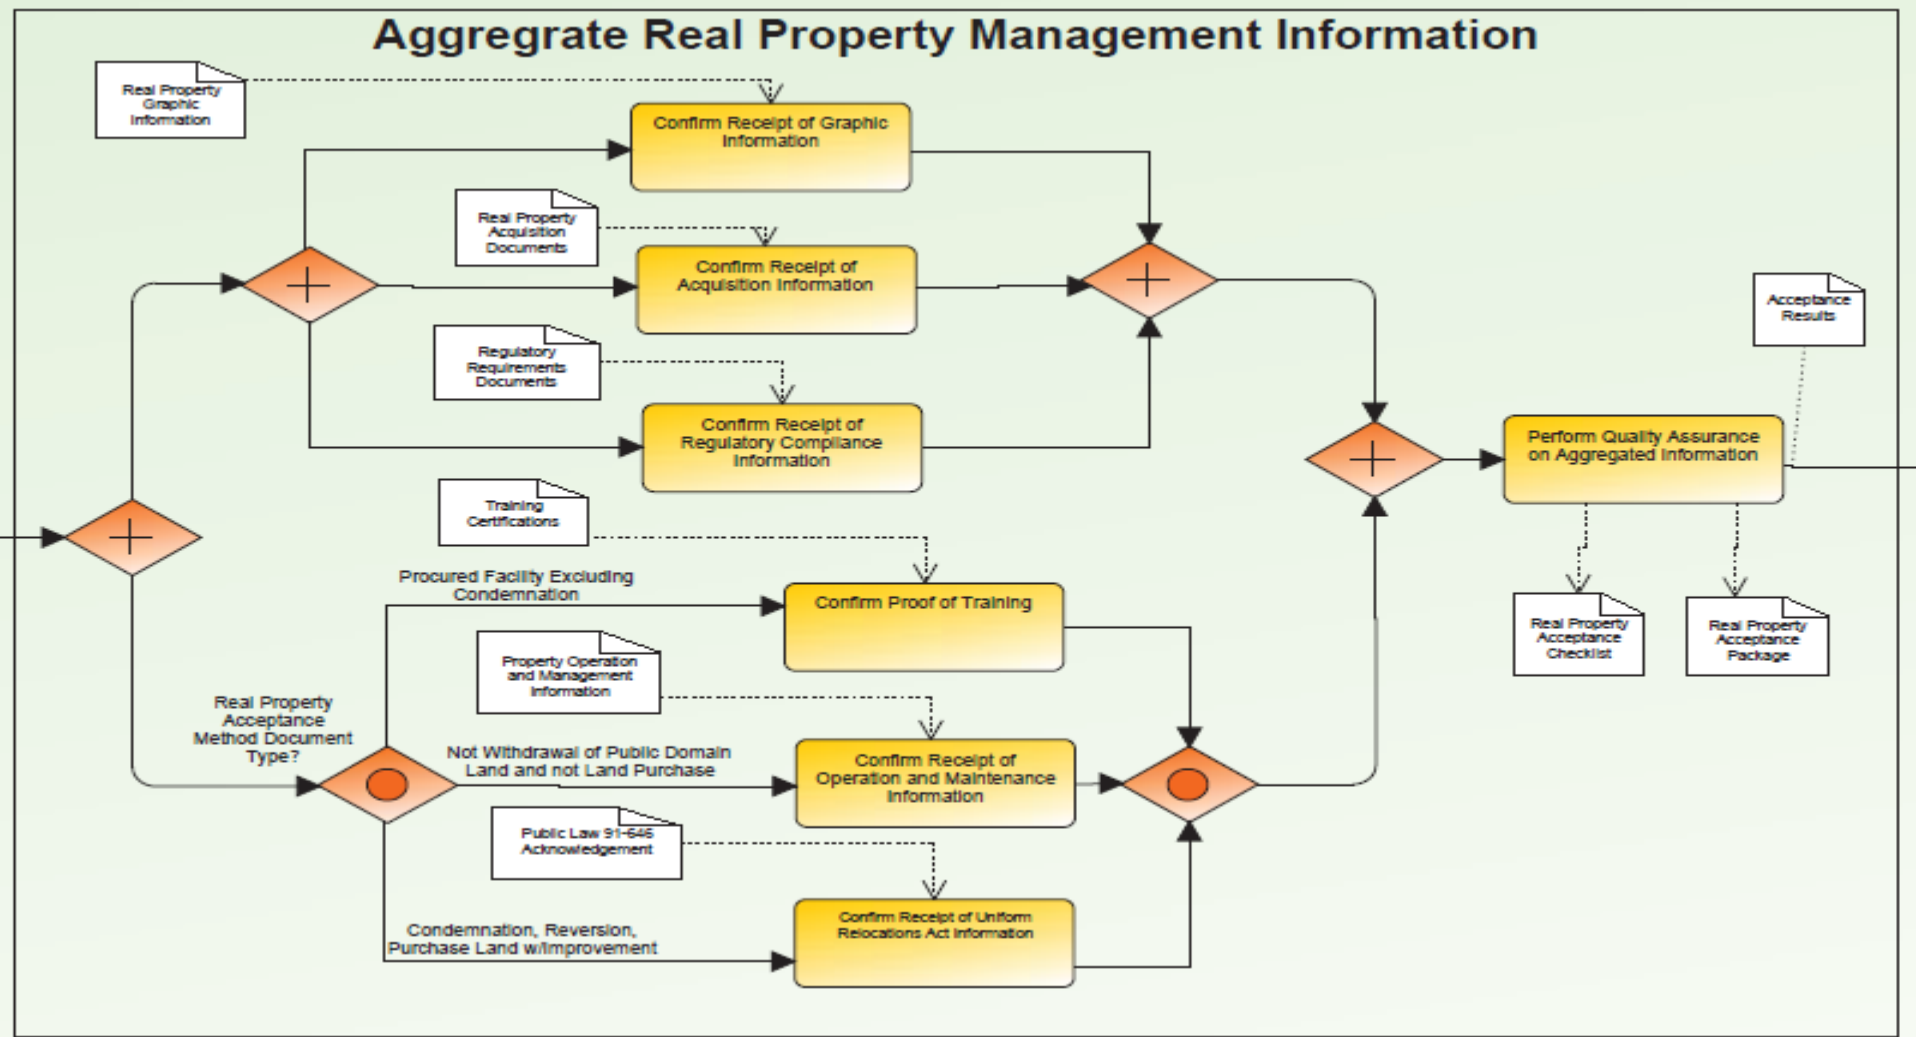 Aggregrate Real Property Management Information
Real Property
Graphic
Information
Confirm Receipt of Graphic
Information
Real Property
Acquisition
Documents
Confirm Receipt of
Acquisition Information
Regulatory
Requirements
Documents
Confirm Receipt of
Regulatory Compliance
Information
Acceptance
Results
Perform Quality Assurance
on Aggregated Information
Training
Certifications
Procured Facility Excluding
Condemnation
Confirm Proof of Training
Real Property
Acceptance
Checklist
Real Property
Acceptance
Package
Property Operation
and Management
Information
Real Property
Acceptance
Method Document
Type?
Not Withdrawal of Public Domain
Land and not Land Purchase
Confirm Receipt of
Operation and Maintenance
Information
Public Law 91-646
Acknowledgement
Condemnation, Reversion,
Purchase Land w/Improvement
Confirm Receipt of Uniform
Relocations Act Information